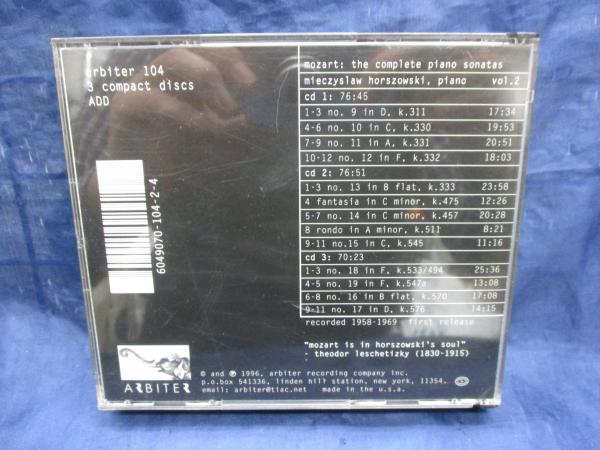 arbiter 104
3 compact discs
ADD
6049070-104-2-4
ARBITER
mozart: the complete piano sonatas
mieczyslaw horszowski, piano vol.2
cd 1: 76:45
1-3 no. 9 in D, k.311 17:34
4-6 no. 10 in C, k.330 19:53
7-9 no. 11 in A, k.331 20:51
10-12 no. 12 in F, k.332 18:03
cd 2: 76:51
1-3 no. 13 in B flat, k.333 23:58
4 fantasia in C minor, k.475 12:26
5-7 no. 14 in C minor, k.457 20:28
8 rondo in A minor, k.511 8:21
9-11 no.15 in C, k.545 11:16
cd 3: 70:23
1-3 no. 18 in F, k.533/494 25:36
4-5 no. 19 in F, k.547a 13:08
6-8 no. 16 in B flat, k.570 17:08
9-11 no. 17 in D, k.576 14:15
recorded 1958-1969 first release
"mozart is in horszowski's soul"
- theodor leschetizky (1830-1915)
© and ℗ 1996, arbiter recording company inc.
p.o.box 541336, linden hill station, new york, 11354.
email: arbiter@tiac.net made in the u.s.a.